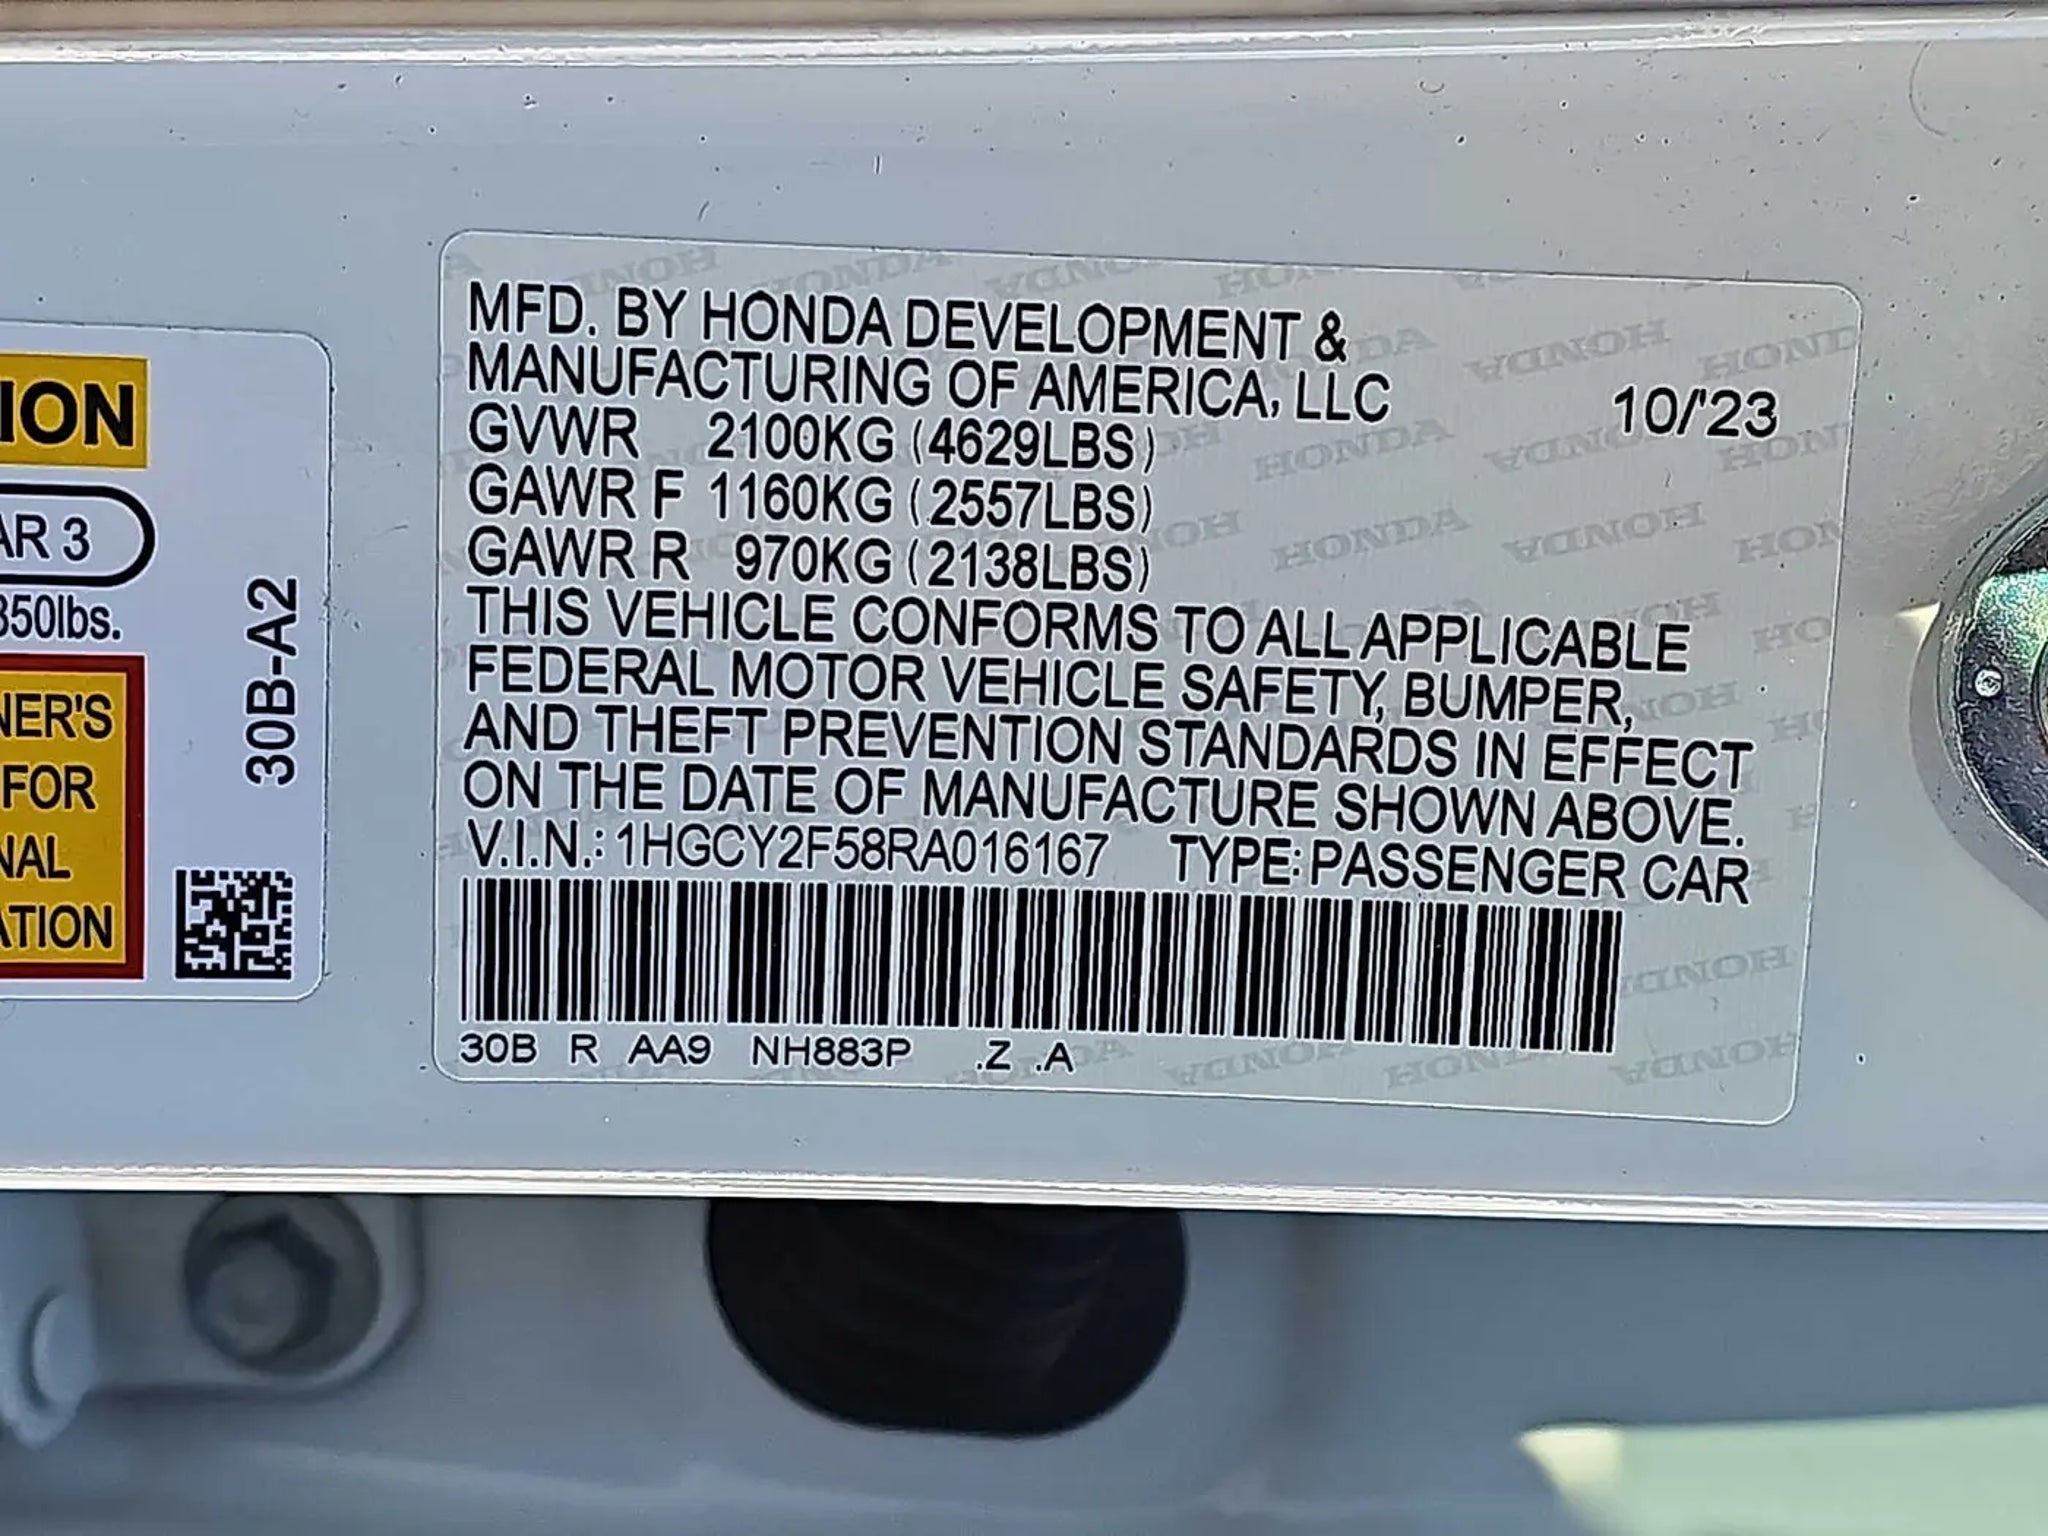 ION
AR 3
350lbs.
NER'S
FOR
NAL
ATION
30B-A2
MFD. BY HONDA DEVELOPMENT &
MANUFACTURING OF AMERICA, LLC
10/'23
GVWR 2100KG (4629LBS)
GAWR F 1160KG (2557LBS)
GAWR R 970KG (2138LBS)
THIS VEHICLE CONFORMS TO ALL APPLICABLE
FEDERAL MOTOR VEHICLE SAFETY, BUMPER,
AND THEFT PREVENTION STANDARDS IN EFFECT
ON THE DATE OF MANUFACTURE SHOWN ABOVE.
V.I.N.: 1HGCY2F58RA016167 TYPE: PASSENGER CAR
30B R AA9 NH883P .Z .A